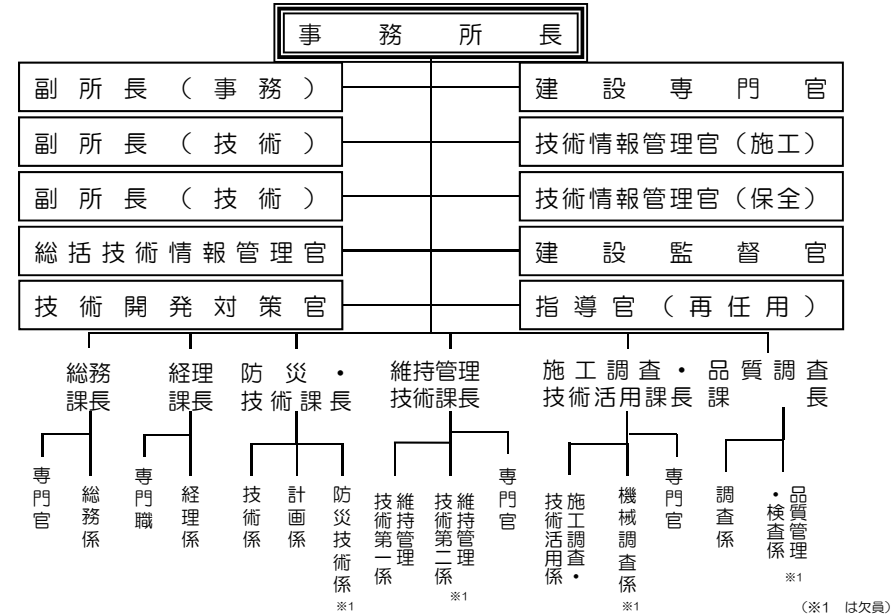 事務所長
副所長（事務）
建設専門官
副所長（技術）
技術情報管理官（施工）
副所長（技術）
技術情報管理官（保全）
総括技術情報管理官
建設監督官
技術開発対策官
指導官（再任用）
総務
課長
経理
課長
防災・
技術課長
維持管理
技術課長
施工調査・
技術活用課長
品質調査
課長
専門官
総務係
専門職
経理係
技術係
計画係
防災技術係
※1
維持管理
技術第一係
維持管理
技術第二係
※1
専門官
施工調査・
技術活用係
機械調査係
※1
専門官
調査係
品質管理
・検査係
※1
（※1 は欠員）